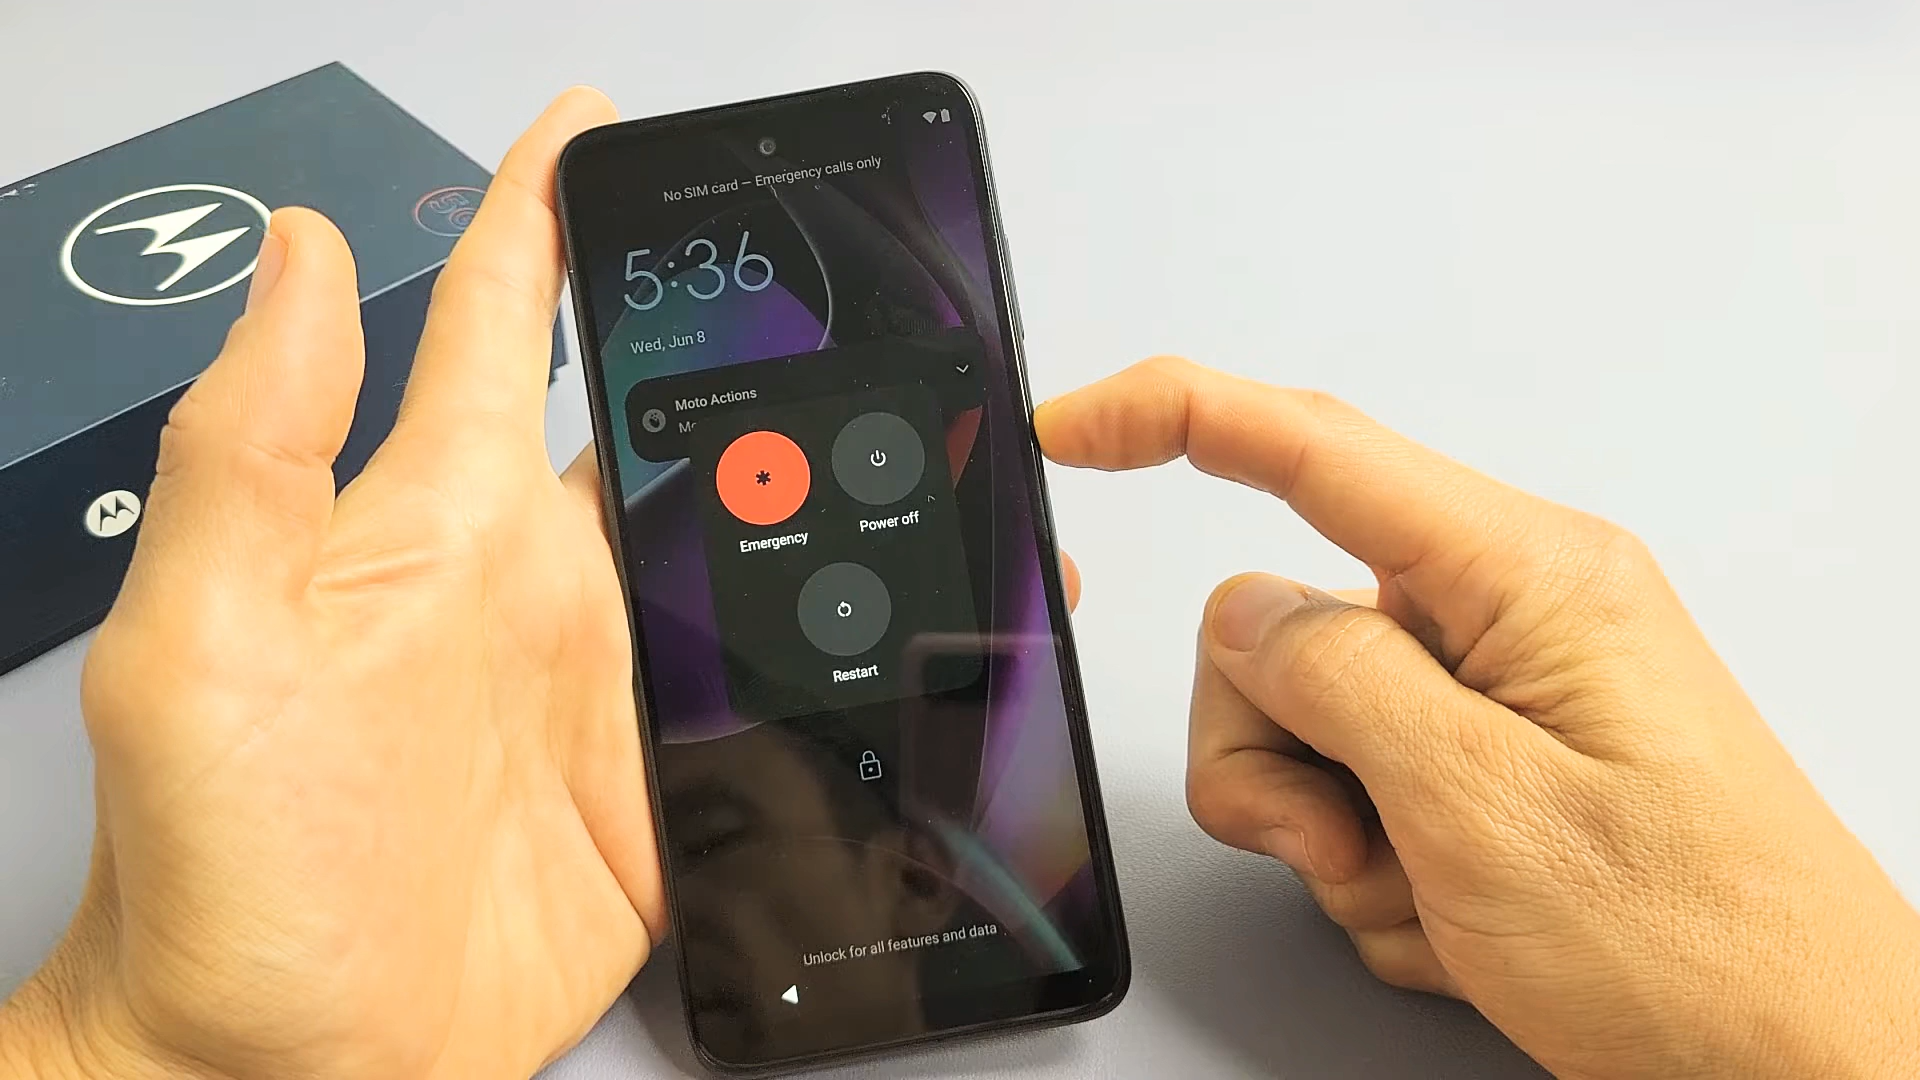 No SIM card — Emergency calls only
5:36
Wed, Jun 8
Moto Actions
Emergency
Power off
Restart
Unlock for all features and data
5G